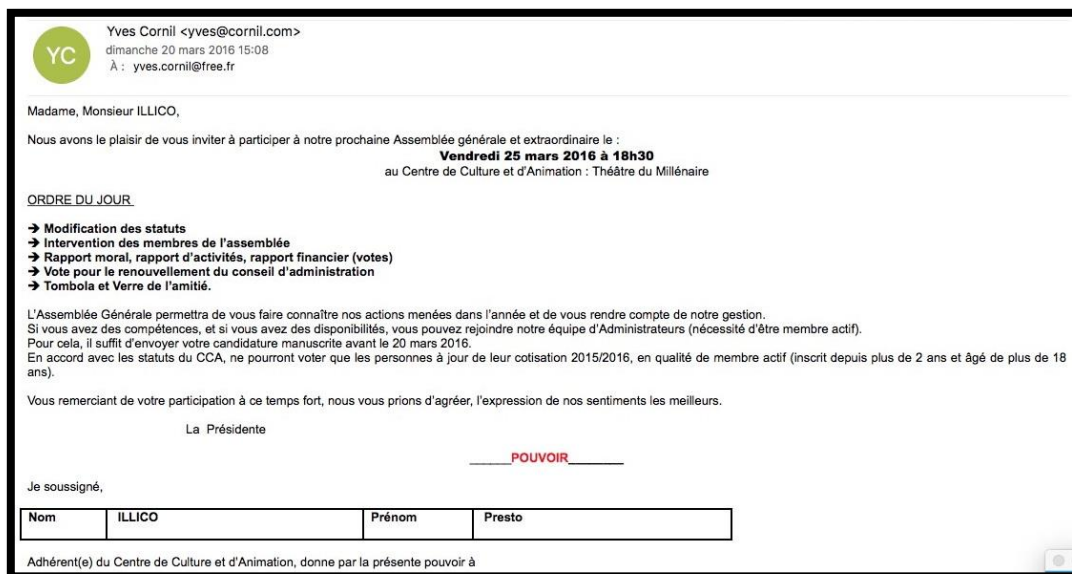 YC
Yves Cornil <yves@cornil.com>
dimanche 20 mars 2016 15:08
À : yves.cornil@free.fr
Madame, Monsieur ILLICO,
Nous avons le plaisir de vous inviter à participer à notre prochaine Assemblée générale et extraordinaire le :
Vendredi 25 mars 2016 à 18h30
au Centre de Culture et d'Animation : Théâtre du Millénaire
ORDRE DU JOUR
➔ Modification des statuts
➔ Intervention des membres de l'assemblée
➔ Rapport moral, rapport d'activités, rapport financier (votes)
➔ Vote pour le renouvellement du conseil d'administration
➔ Tombola et Verre de l'amitié.
L'Assemblée Générale permettra de vous faire connaître nos actions menées dans l'année et de vous rendre compte de notre gestion.
Si vous avez des compétences, et si vous avez des disponibilités, vous pouvez rejoindre notre équipe d'Administrateurs (nécessité d'être membre actif).
Pour cela, il suffit d'envoyer votre candidature manuscrite avant le 20 mars 2016.
En accord avec les statuts du CCA, ne pourront voter que les personnes à jour de leur cotisation 2015/2016, en qualité de membre actif (inscrit depuis plus de 2 ans et âgé de plus de 18
ans).
Vous remerciant de votre participation à ce temps fort, nous vous prions d'agréer, l'expression de nos sentiments les meilleurs.
La Présidente
______POUVOIR________
Je soussigné,
Nom ILLICO Prénom Presto
Adhérent(e) du Centre de Culture et d'Animation, donne par la présente pouvoir à